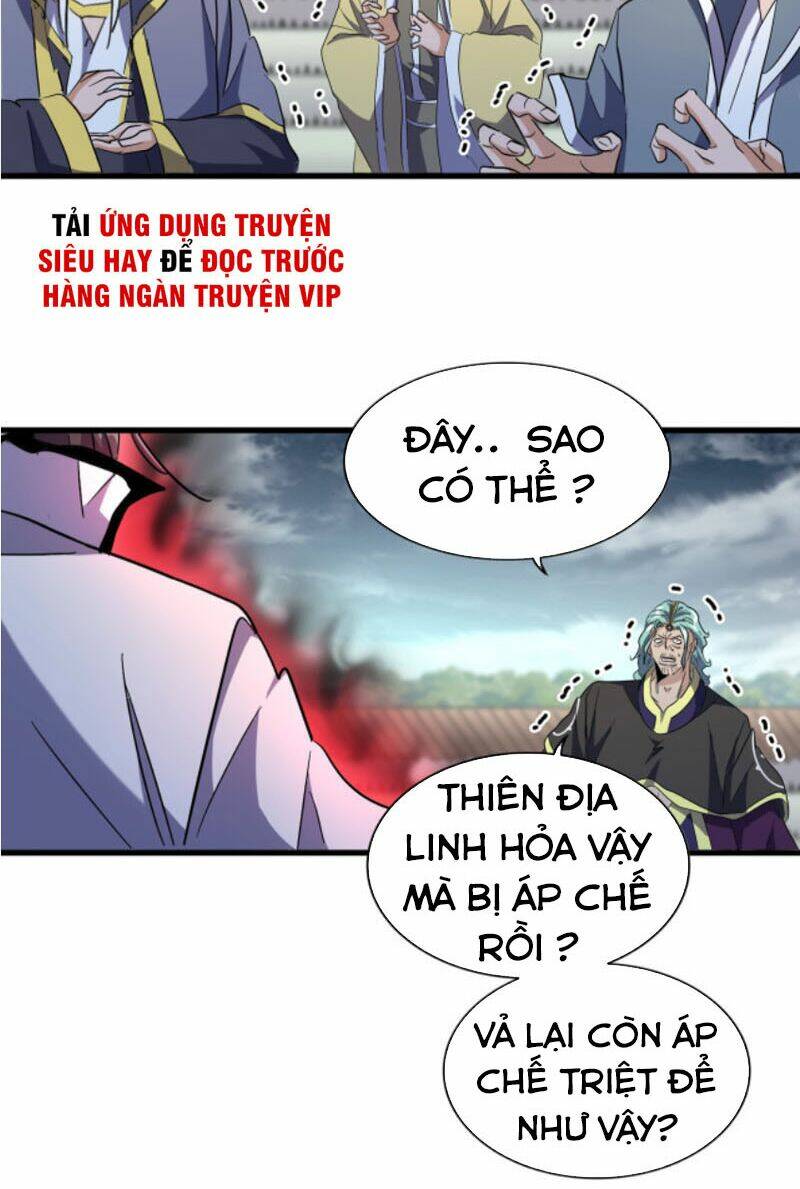 TẢI ỨNG DỤNG TRUYỆN
SIÊU HAY ĐỂ ĐỌC TRƯỚC
HÀNG NGÀN TRUYỆN VIP
ĐÂY.. SAO
CÓ THỂ ?
THIÊN ĐỊA
LINH HỎA VẬY
MÀ BỊ ÁP CHẾ
RỒI ?
VẢ LẠI CÒN ÁP
CHẾ TRIỆT ĐỂ
NHƯ VẬY?